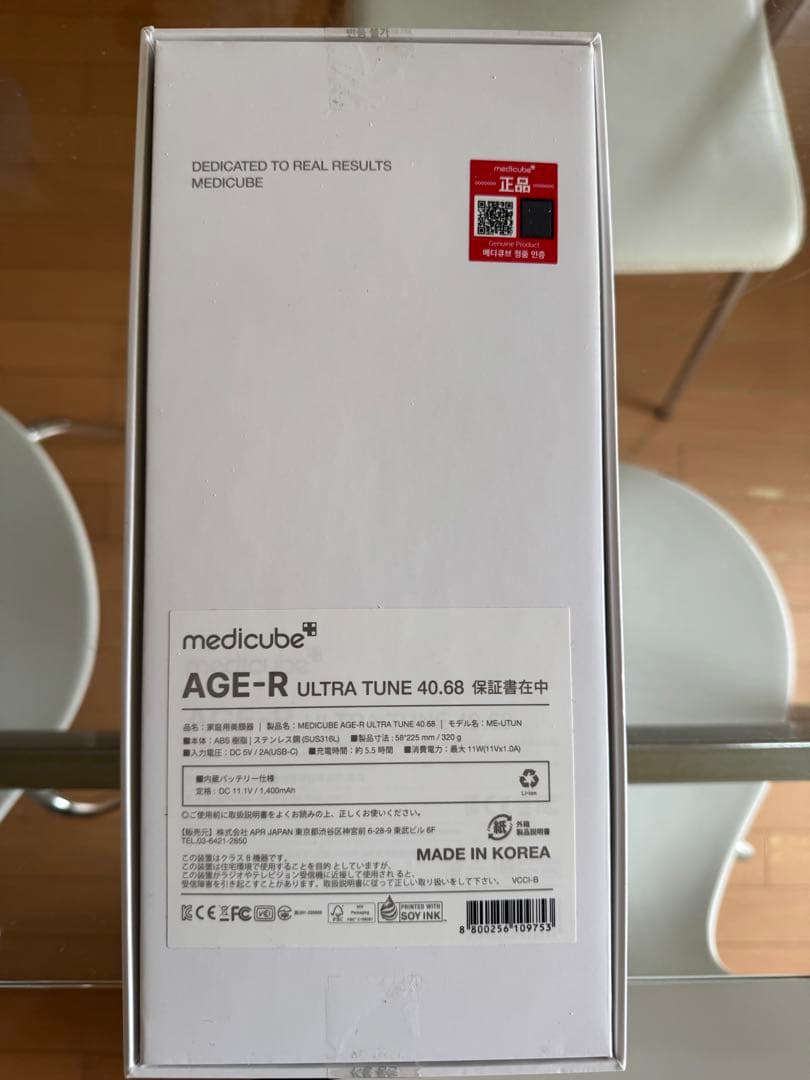 반품 불가
DEDICATED TO REAL RESULTS
MEDICUBE
medicube
正品
Genuine Product
메디큐브 정품 인증
medicube
AGE-R ULTRA TUNE 40.68 保証書在中
品名：家庭用美顔器 | 製品名：MEDICUBE AGE-R ULTRA TUNE 40.68 | モデル名：ME-UTUN
■本体：ABS 樹脂 | ステンレス鋼 (SUS316L) ■製品寸法：58*225 mm / 320 g
■入力電圧：DC 5V / 2A(USB-C) ■充電時間：約 5.5 時間 ■消費電力：最大 11W(11Vx1.0A)
■内蔵バッテリー仕様
定格：DC 11.1V / 1,400mAh
Li-ion
◎ご使用前に取扱説明書をよくお読みの上、正しくお使いください。
【販売元】株式会社 APR JAPAN 東京都渋谷区神宮前 6-28-9 東武ビル 6F
TEL.03-6421-2850
紙
外箱
製品説明書
MADE IN KOREA
この装置はクラス B 機器です。
この装置は住宅環境で使用することを目的 としていますが、
この装置がラジオやテレビジョン受信機に近接して使用され ると、
受信障害を引き起こすことがあります。取扱説明書に従って正しい取り扱いをして下さい。 VCCI-B
CE FC
FSC
MIX
Packaging
PRINTED WITH
SOY INK
8 800256 109753